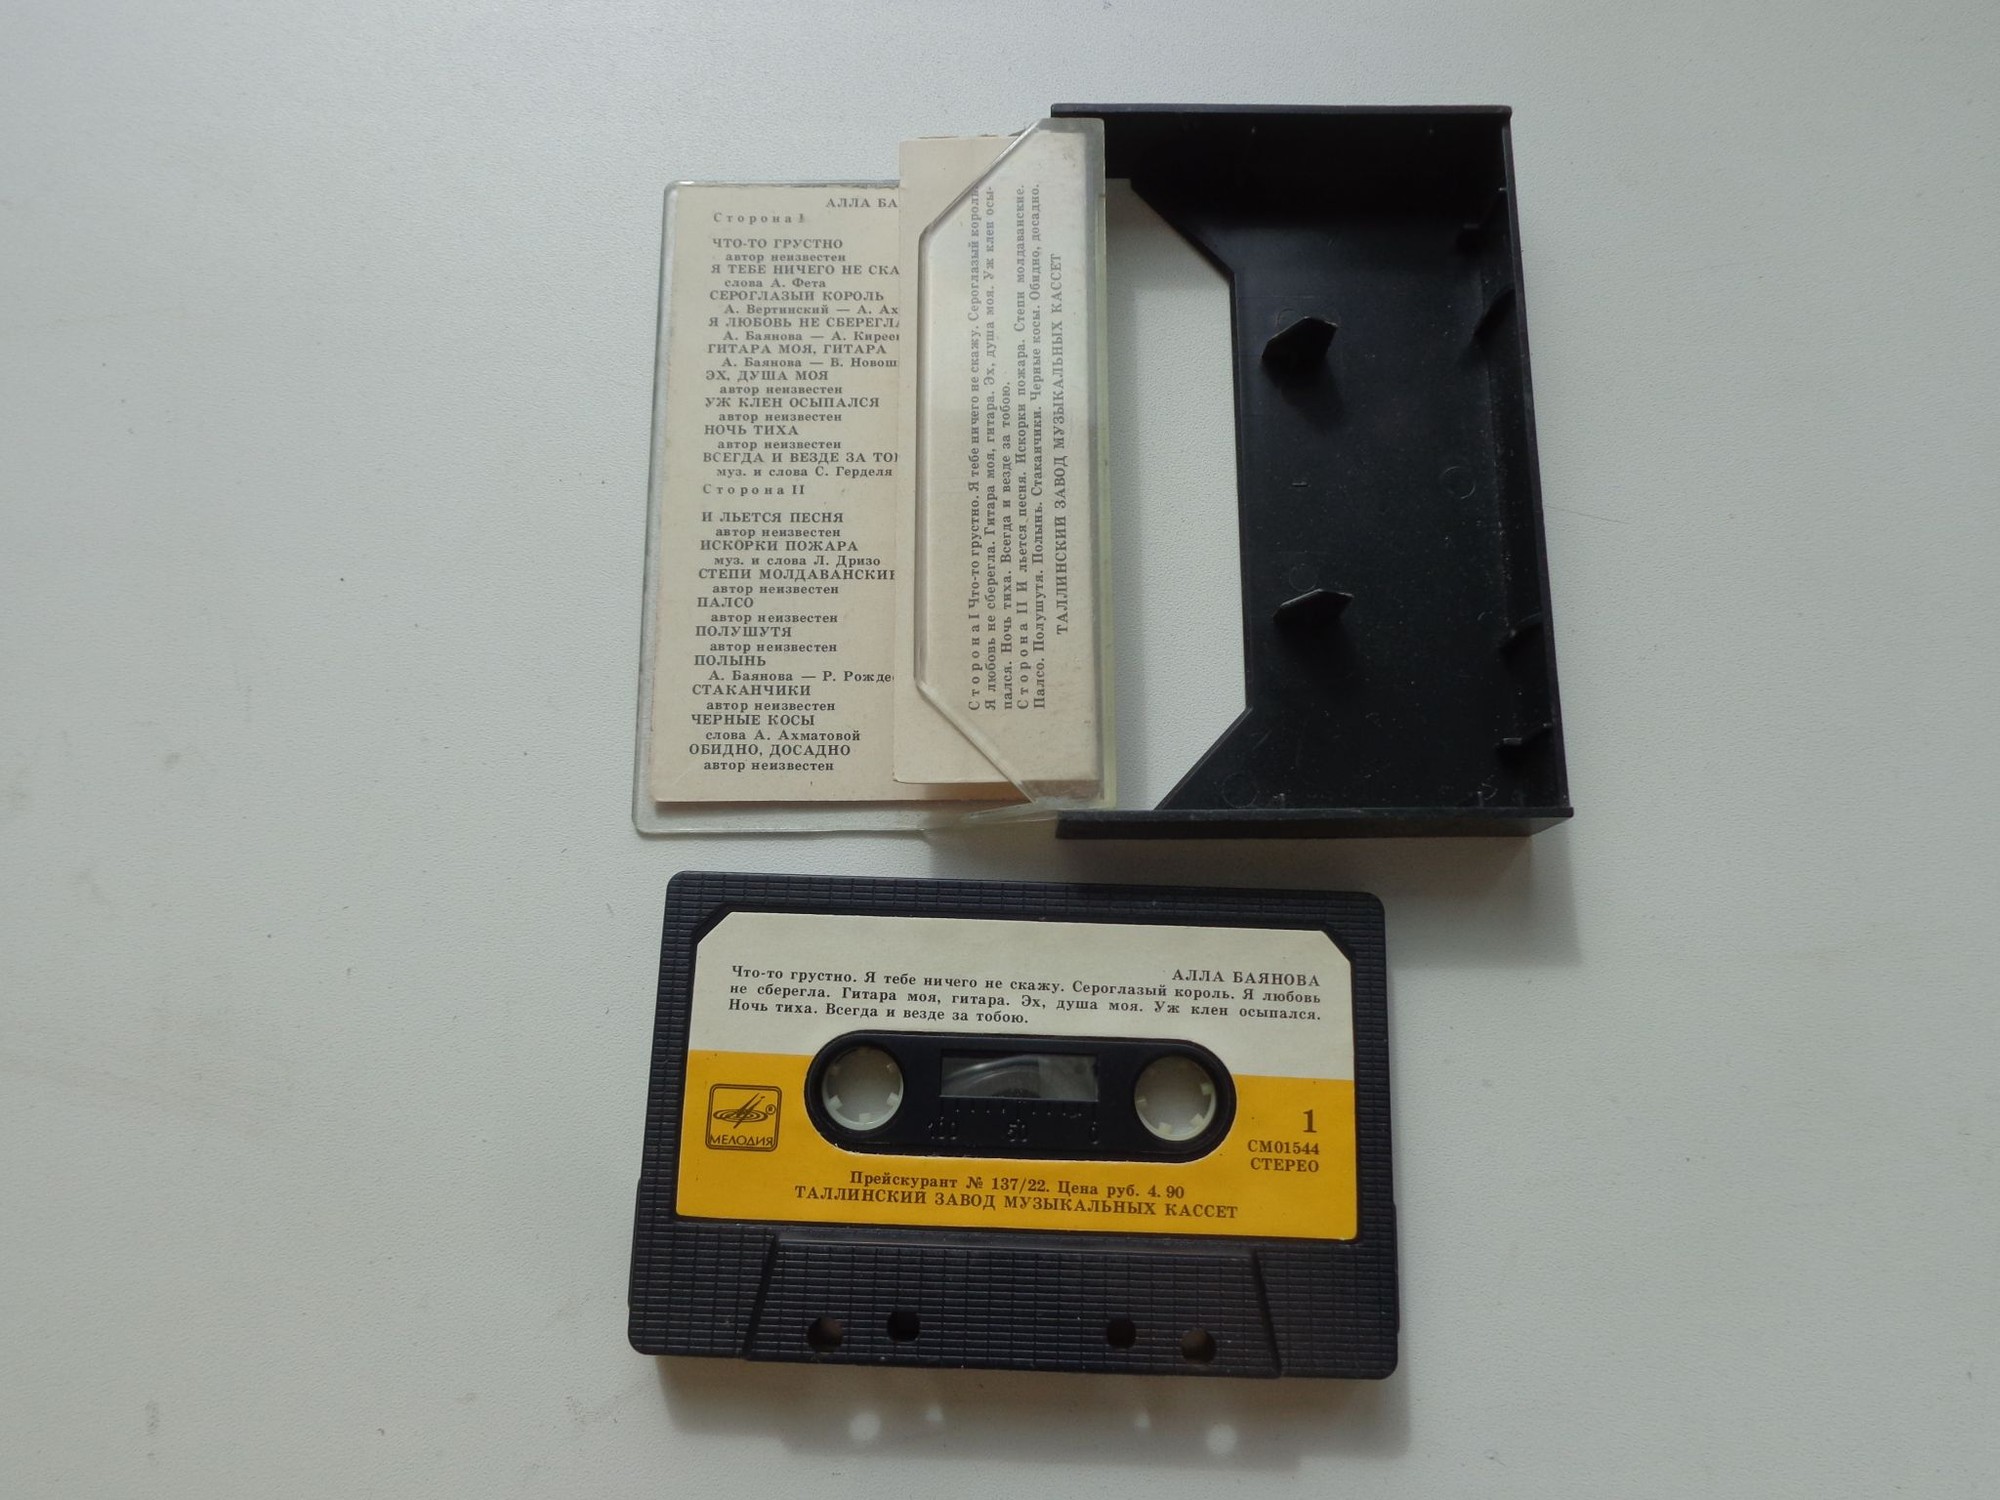 АЛЛА БА
Сторона I
ЧТО-ТО ГРУСТНО
автор неизвестен
Я ТЕБЕ НИЧЕГО НЕ СКА
слова А. Фета
СЕРОГЛАЗЫЙ КОРОЛЬ
А. Вертинский — А. Ах
Я ЛЮБОВЬ НЕ СБЕРЕГЛА
А. Баянова — А. Кирее
ГИТАРА МОЯ, ГИТАРА
А. Баянова — В. Новош
ЭХ, ДУША МОЯ
автор неизвестен
УЖ КЛЕН ОСЫПАЛСЯ
автор неизвестен
НОЧЬ ТИХА
автор неизвестен
ВСЕГДА И ВЕЗДЕ ЗА ТО
муз. и слова С. Герделя
Сторона II
И ЛЬЕТСЯ ПЕСНЯ
автор неизвестен
ИСКОРКИ ПОЖАРА
муз. и слова Л. Дризо
СТЕПИ МОЛДАВАНСКИЕ
автор неизвестен
ПАЛСО
автор неизвестен
ПОЛУШУТЯ
автор неизвестен
ПОЛЫНЬ
А. Баянова — Р. Рожде
СТАКАНЧИКИ
автор неизвестен
ЧЕРНЫЕ КОСЫ
слова А. Ахматовой
ОБИДНО, ДОСАДНО
автор неизвестен
Сторона I Что-то грустно. Я тебе ничего не скажу. Сероглазый король.
Я любовь не сберегла. Гитара моя, гитара. Эх, душа моя. Уж клен осы-
пался. Ночь тиха. Всегда и везде за тобою.
Сторона II И льется песня. Искорки пожара. Степи молдаванские.
Палсо. Полушутя. Полынь. Стаканчики. Черные косы. Обидно, досадно.
ТАЛЛИНСКИЙ ЗАВОД МУЗЫКАЛЬНЫХ КАССЕТ
АЛЛА БАЯНОВА
Что-то грустно. Я тебе ничего не скажу. Сероглазый король. Я любовь
не сберегла. Гитара моя, гитара. Эх, душа моя. Уж клен осыпался.
Ночь тиха. Всегда и везде за тобою.
100 50 0
МЕЛОДИЯ
1
СМ01544
СТЕРЕО
Прейскурант № 137/22. Цена руб. 4.90
ТАЛЛИНСКИЙ ЗАВОД МУЗЫКАЛЬНЫХ КАССЕТ